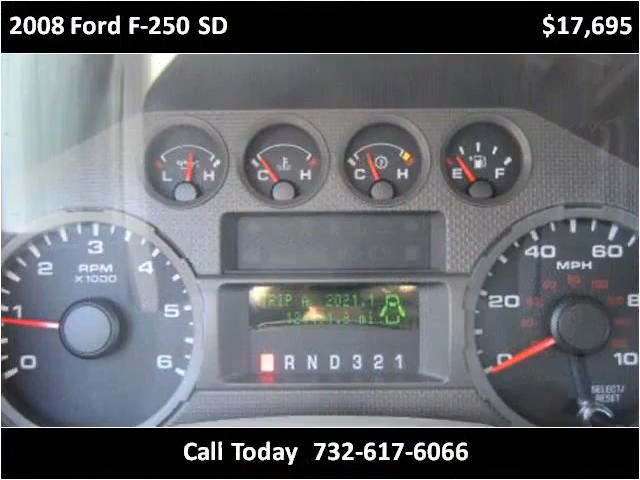 2008 Ford F-250 SD $17,695
L H C H C H E F
RPM
X1000
0 1 2 3 4 5 6
MPH
0 20 40 60
TRIP A 2021.1
mi
R N D 3 2 1
SELECT/
RESET
Call Today 732-617-6066